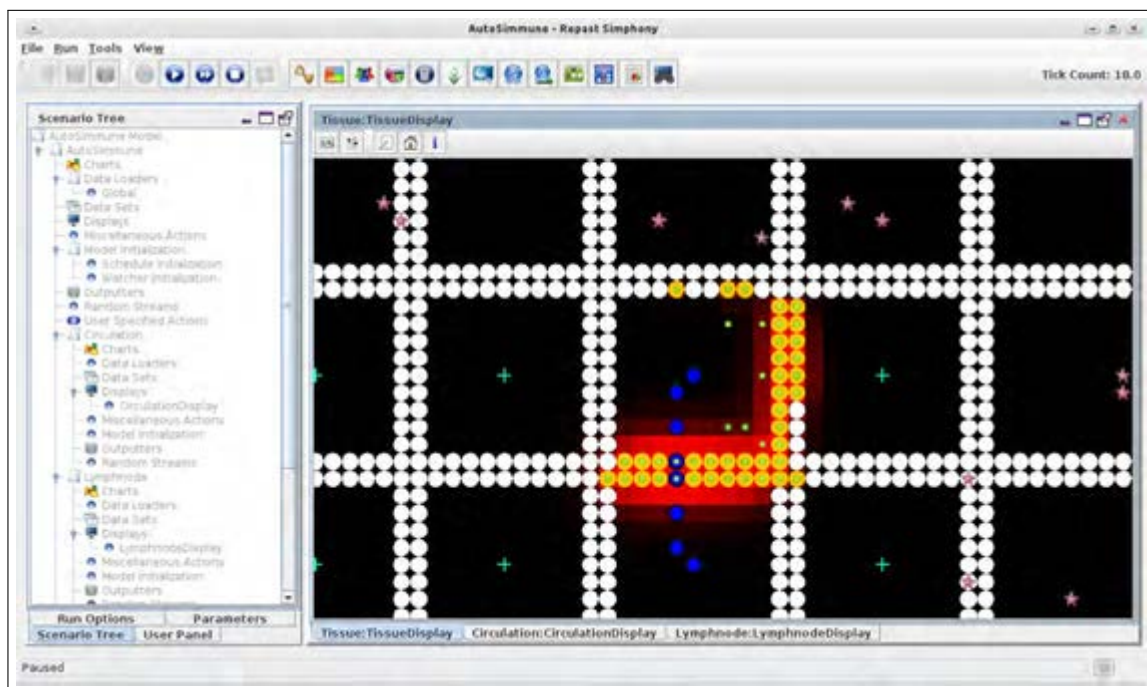 AutoSimmune - Repast Simphony
File Run Tools View
Tick Count: 10.0
Scenario Tree
AutoSimmune Model
AutoSimmune
Charts
Data Loaders
Global
Data Sets
Displays
Miscellaneous Actions
Model Initialization
Schedule Initialization
Watcher Initialization
Outputters
Random Streams
User Specified Actions
Circulation
Charts
Data Loaders
Data Sets
Displays
CirculationDisplay
Miscellaneous Actions
Model Initialization
Outputters
Random Streams
Lymphnode
Charts
Data Loaders
Data Sets
Displays
LymphnodeDisplay
Miscellaneous Actions
Model Initialization
Outputters
Run Options Parameters
Scenario Tree User Panel
Tissue:TissueDisplay
Tissue:TissueDisplay Circulation:CirculationDisplay Lymphnode:LymphnodeDisplay
Paused